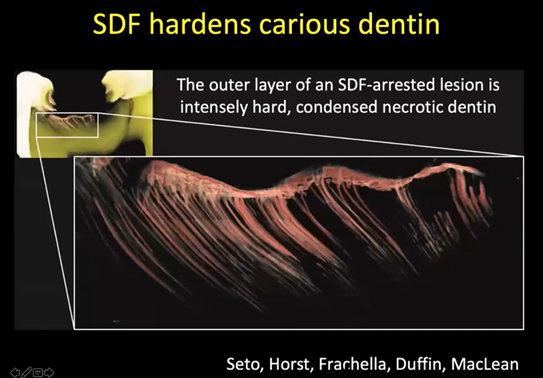 SDF hardens carious dentin
The outer layer of an SDF-arrested lesion is
intensely hard, condensed necrotic dentin
Seto, Horst, Frachella, Duffin, MacLean